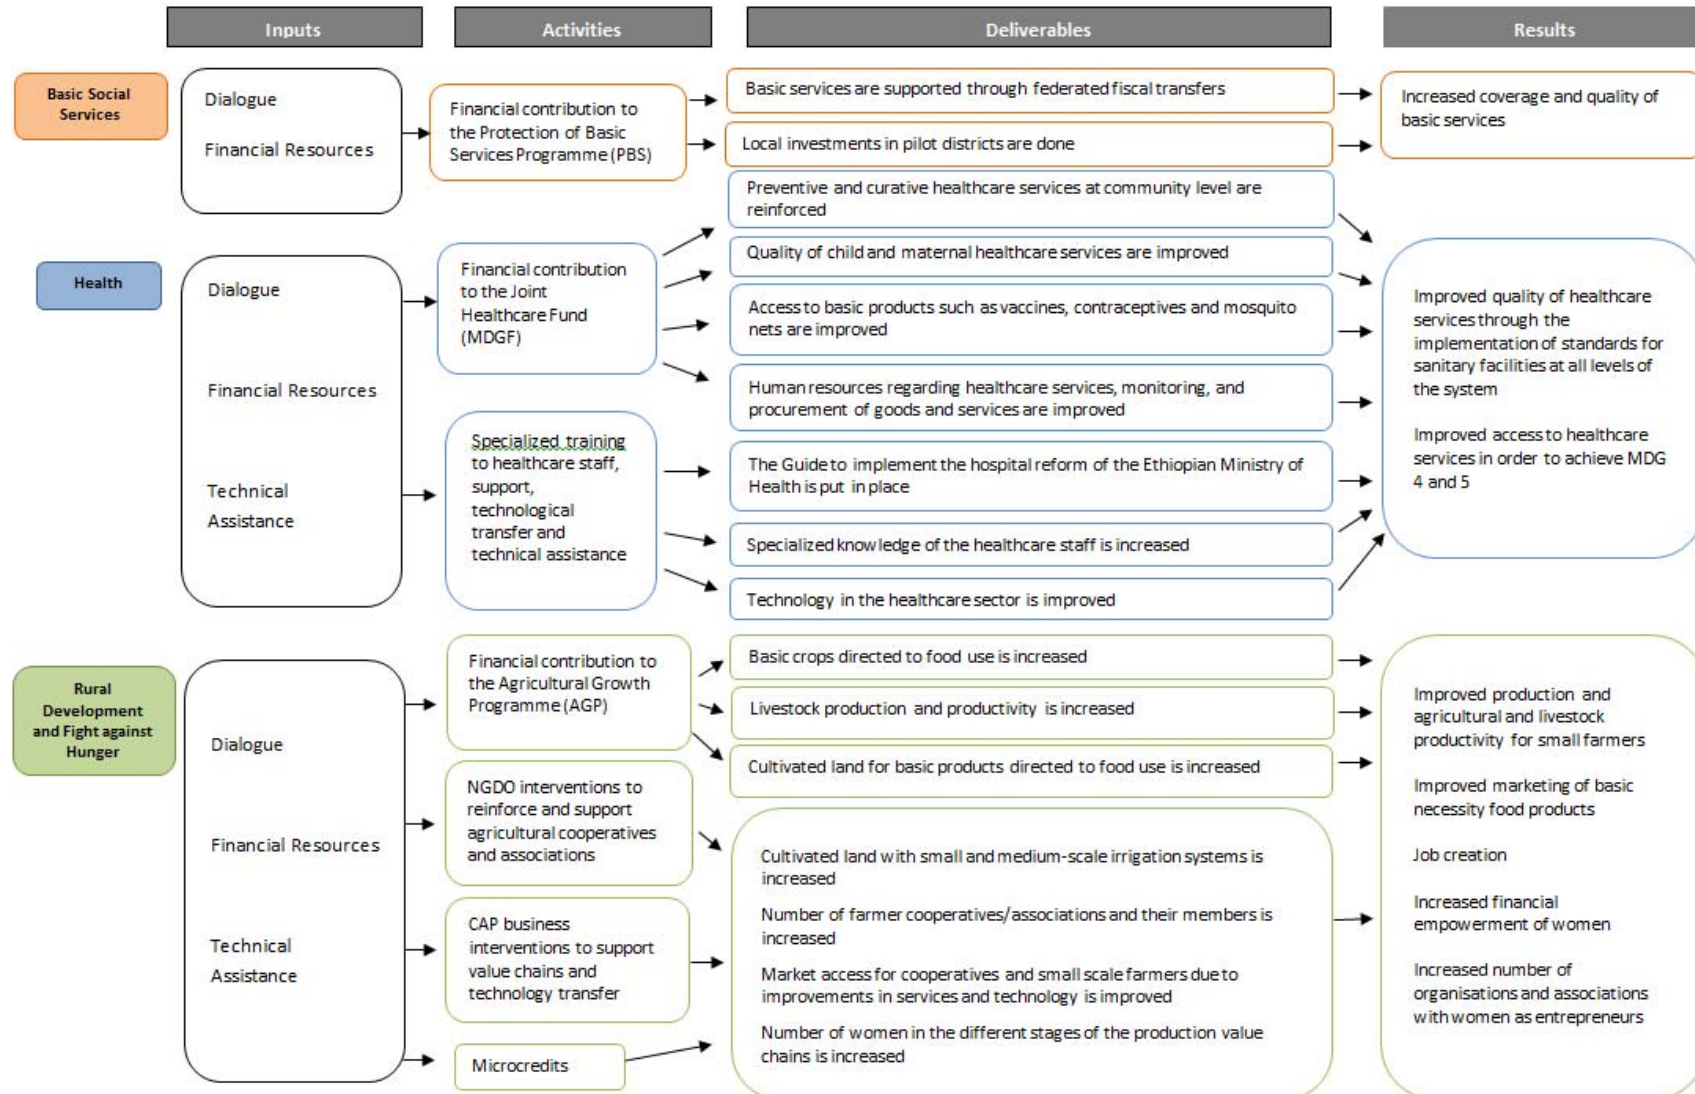 Inputs
Activities
Deliverables
Results
Basic Social
Services
Dialogue
Financial Resources
Financial contribution to
the Protection of Basic
Services Programme (PBS)
Basic services are supported through federated fiscal transfers
Local investments in pilot districts are done
Increased coverage and quality of
basic services
Health
Dialogue
Financial Resources
Technical
Assistance
Financial contribution
to the Joint
Healthcare Fund
(MDGF)
Specialized training
to healthcare staff,
support,
technological
transfer and
technical assistance
Preventive and curative healthcare services at community level are
reinforced
Quality of child and maternal healthcare services are improved
Access to basic products such as vaccines, contraceptives and mosquito
nets are improved
Human resources regarding healthcare services, monitoring, and
procurement of goods and services are improved
The Guide to implement the hospital reform of the Ethiopian Ministry of
Health is put in place
Specialized knowledge of the healthcare staff is increased
Technology in the healthcare sector is improved
Improved quality of healthcare
services through the
implementation of standards for
sanitary facilities at all levels of
the system
Improved access to healthcare
services in order to achieve MDG
4 and 5
Rural
Development
and Fight against
Hunger
Dialogue
Financial Resources
Technical
Assistance
Financial contribution to
the Agricultural Growth
Programme (AGP)
NGDO interventions to
reinforce and support
agricultural cooperatives
and associations
CAP business
interventions to support
value chains and
technology transfer
Microcredits
Basic crops directed to food use is increased
Livestock production and productivity is increased
Cultivated land for basic products directed to food use is increased
Cultivated land with small and medium-scale irrigation systems is
increased
Number of farmer cooperatives/associations and their members is
increased
Market access for cooperatives and small scale farmers due to
improvements in services and technology is improved
Number of women in the different stages of the production value
chains is increased
Improved production and
agricultural and livestock
productivity for small farmers
Improved marketing of basic
necessity food products
Job creation
Increased financial
empowerment of women
Increased number of
organisations and associations
with women as entrepreneurs